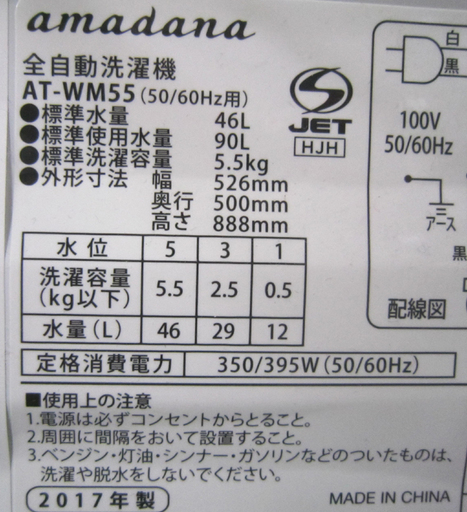 amadana
全自動洗濯機
AT-WM55(50/60Hz用)
●標準水量 46L
●標準使用水量 90L
●標準洗濯容量 5.5kg
●外形寸法 幅 526mm
奥行 500mm
高さ 888mm
JET
HJH
水位 5 3 1
洗濯容量(kg以下) 5.5 2.5 0.5
水量(L) 46 29 12
定格消費電力 350/395W(50/60Hz)
■使用上の注意
1.電源は必ずコンセントからとること。
2.周囲に間隔をおいて設置すること。
3.ベンジン・灯油・シンナー・ガソリンなどのついたものは、
洗濯や脱水をしないでください。
2017年製
MADE IN CHINA
白
黒
100V
50/60Hz
アース
黒
配線図